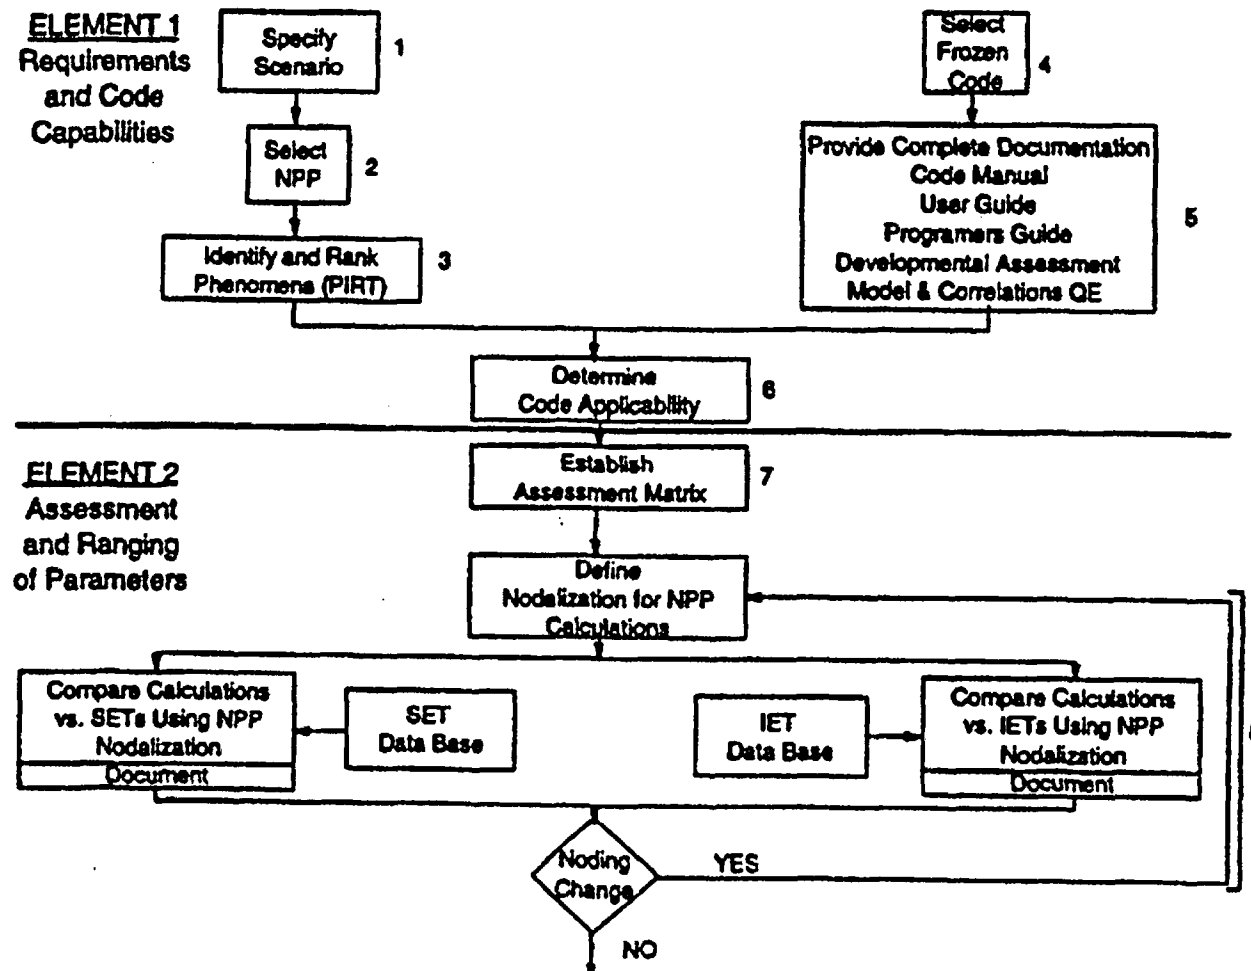 ELEMENT 1
Requirements
and Code
Capabilities
Specify
Scenario
1
Select
NPP
2
Identify and Rank
Phenomena (PIRT)
3
Select
Frozen
Code
4
Provide Complete Documentation
Code Manual
User Guide
Programers Guide
Developmental Assessment
Model & Correlations QE
5
Determine
Code Applicability
6
ELEMENT 2
Assessment
and Ranging
of Parameters
Establish
Assessment Matrix
7
Define
Nodalization for NPP
Calculations
Compare Calculations
vs. SETs Using NPP
Nodalization
Document
SET
Data Base
IET
Data Base
Compare Calculations
vs. IETs Using NPP
Nodalization
Document
Noding
Change
YES
NO